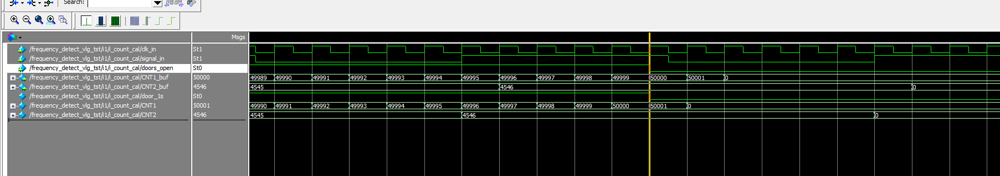 Search:
Msgs
/frequency_detect_vlg_tst/i1/i_count_cal/clk_in St1
/frequency_detect_vlg_tst/i1/i_count_cal/signal_in St1
/frequency_detect_vlg_tst/i1/i_count_cal/doors_open St0
/frequency_detect_vlg_tst/i1/i_count_cal/CNT1_buf 50000 49989 49990 49991 49992 49993 49994 49995 49996 49997 49998 49999 50000 50001 0
/frequency_detect_vlg_tst/i1/i_count_cal/CNT2_buf 4546 4545 4546 0
/frequency_detect_vlg_tst/i1/i_count_cal/door_1s St0
/frequency_detect_vlg_tst/i1/i_count_cal/CNT1 50001 49990 49991 49992 49993 49994 49995 49996 49997 49998 49999 50000 50001 0
/frequency_detect_vlg_tst/i1/i_count_cal/CNT2 4546 4545 4546 0